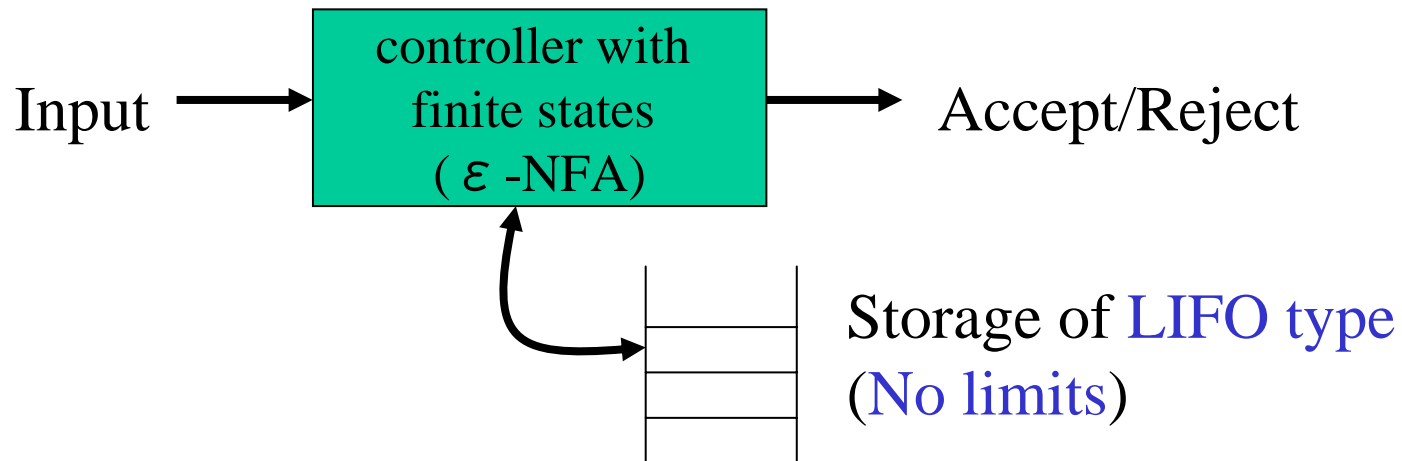 controller with
finite states
( ε -NFA)
Input
Accept/Reject
Storage of LIFO type
(No limits)